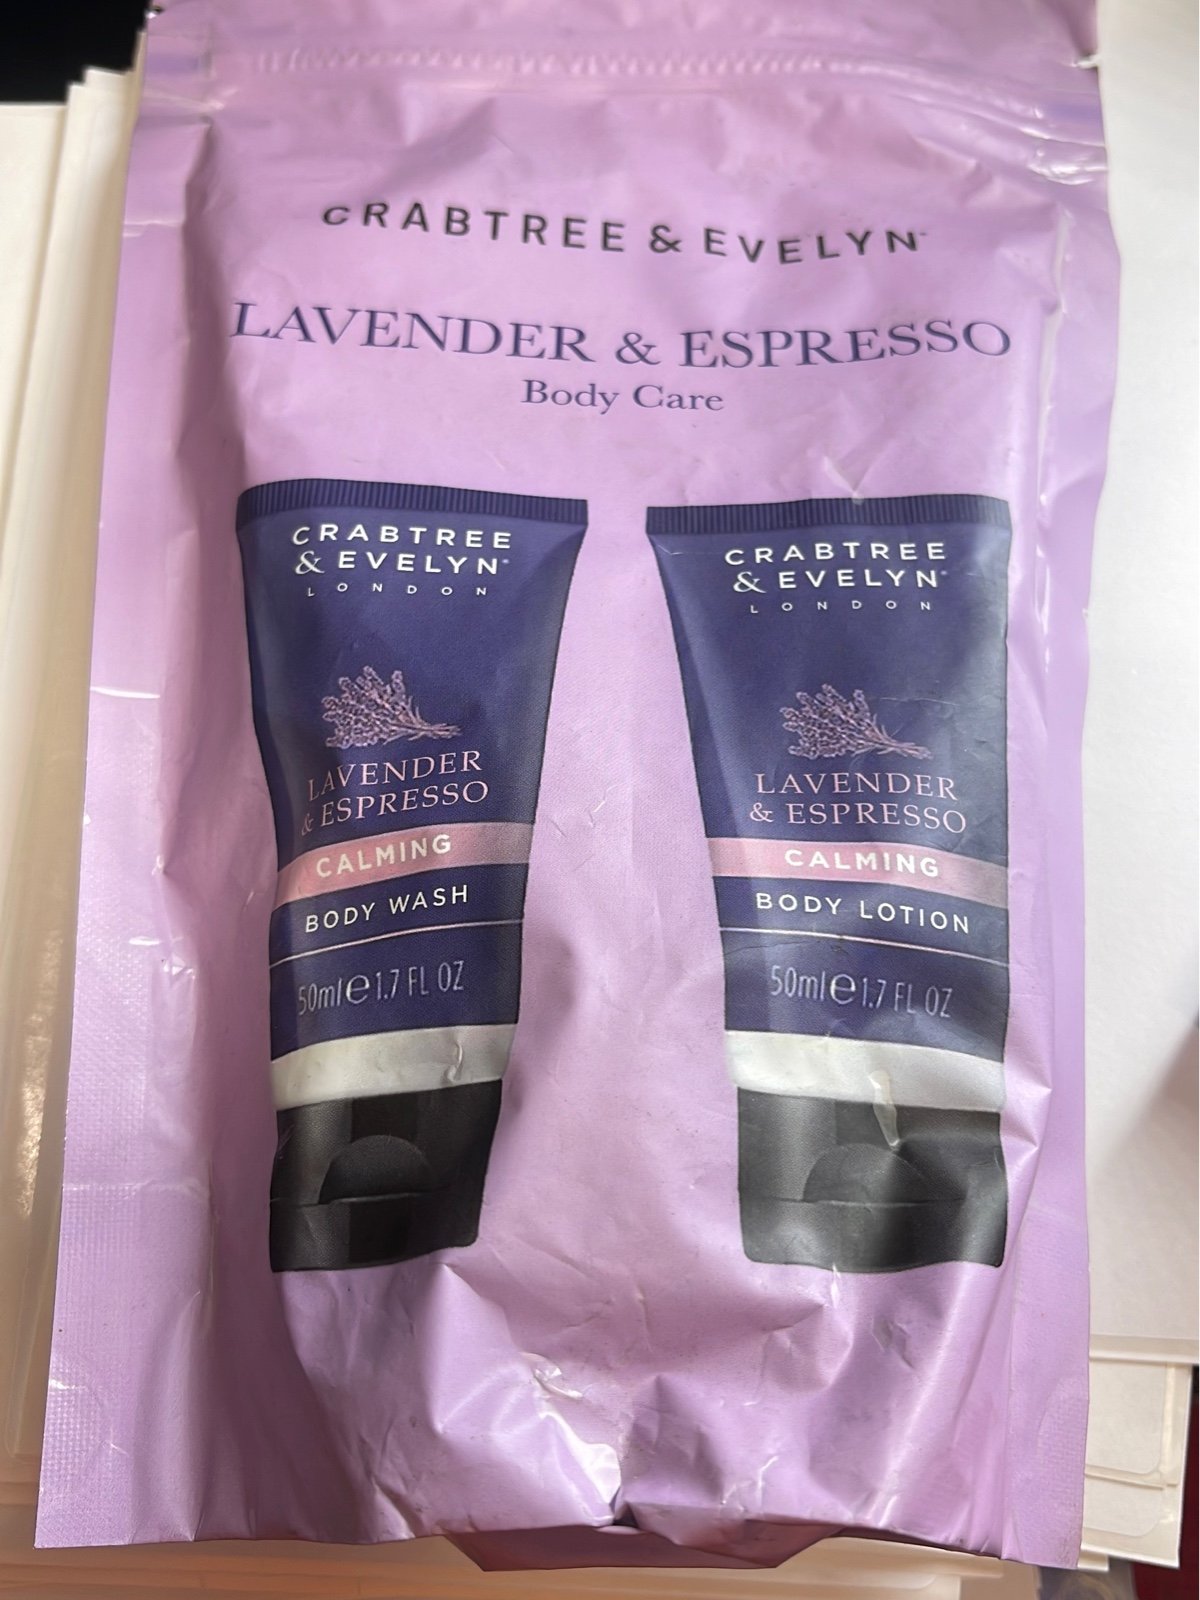 CRABTREE & EVELYN
LAVENDER & ESPRESSO
Body Care
CRABTREE
& EVELYN
LONDON
LAVENDER
& ESPRESSO
CALMING
BODY WASH
50ml e 1.7 FL OZ
CRABTREE
& EVELYN
LONDON
LAVENDER
& ESPRESSO
CALMING
BODY LOTION
50ml e 1.7 FL OZ